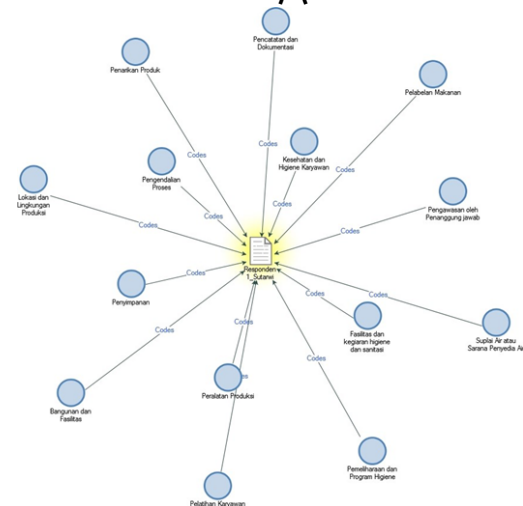 Pencatatan dan
Dokumentasi
Penarikan Produk
Pelabelan Makanan
Codes
Codes
Kesehatan dan
Higiene Karyawan
Codes
Pengendalian
Proses
Lokasi dan
Lingkungan
Produksi
Codes
Codes
Pengawasan oleh
Penanggung jawab
Codes
Codes
Responden
1_Sutarwi
Codes
Penyimpanan
Codes
Codes
Codes
Codes
Fasilitas dan
kegiaran higiene
dan sanitasi
Suplai Air atau
Sarana Penyedia Air
Codes
es
Peralatan Produksi
Bangunan dan
Fasilitas
Pemeliharaan dan
Program Higiene
Pelatihan Karyawan